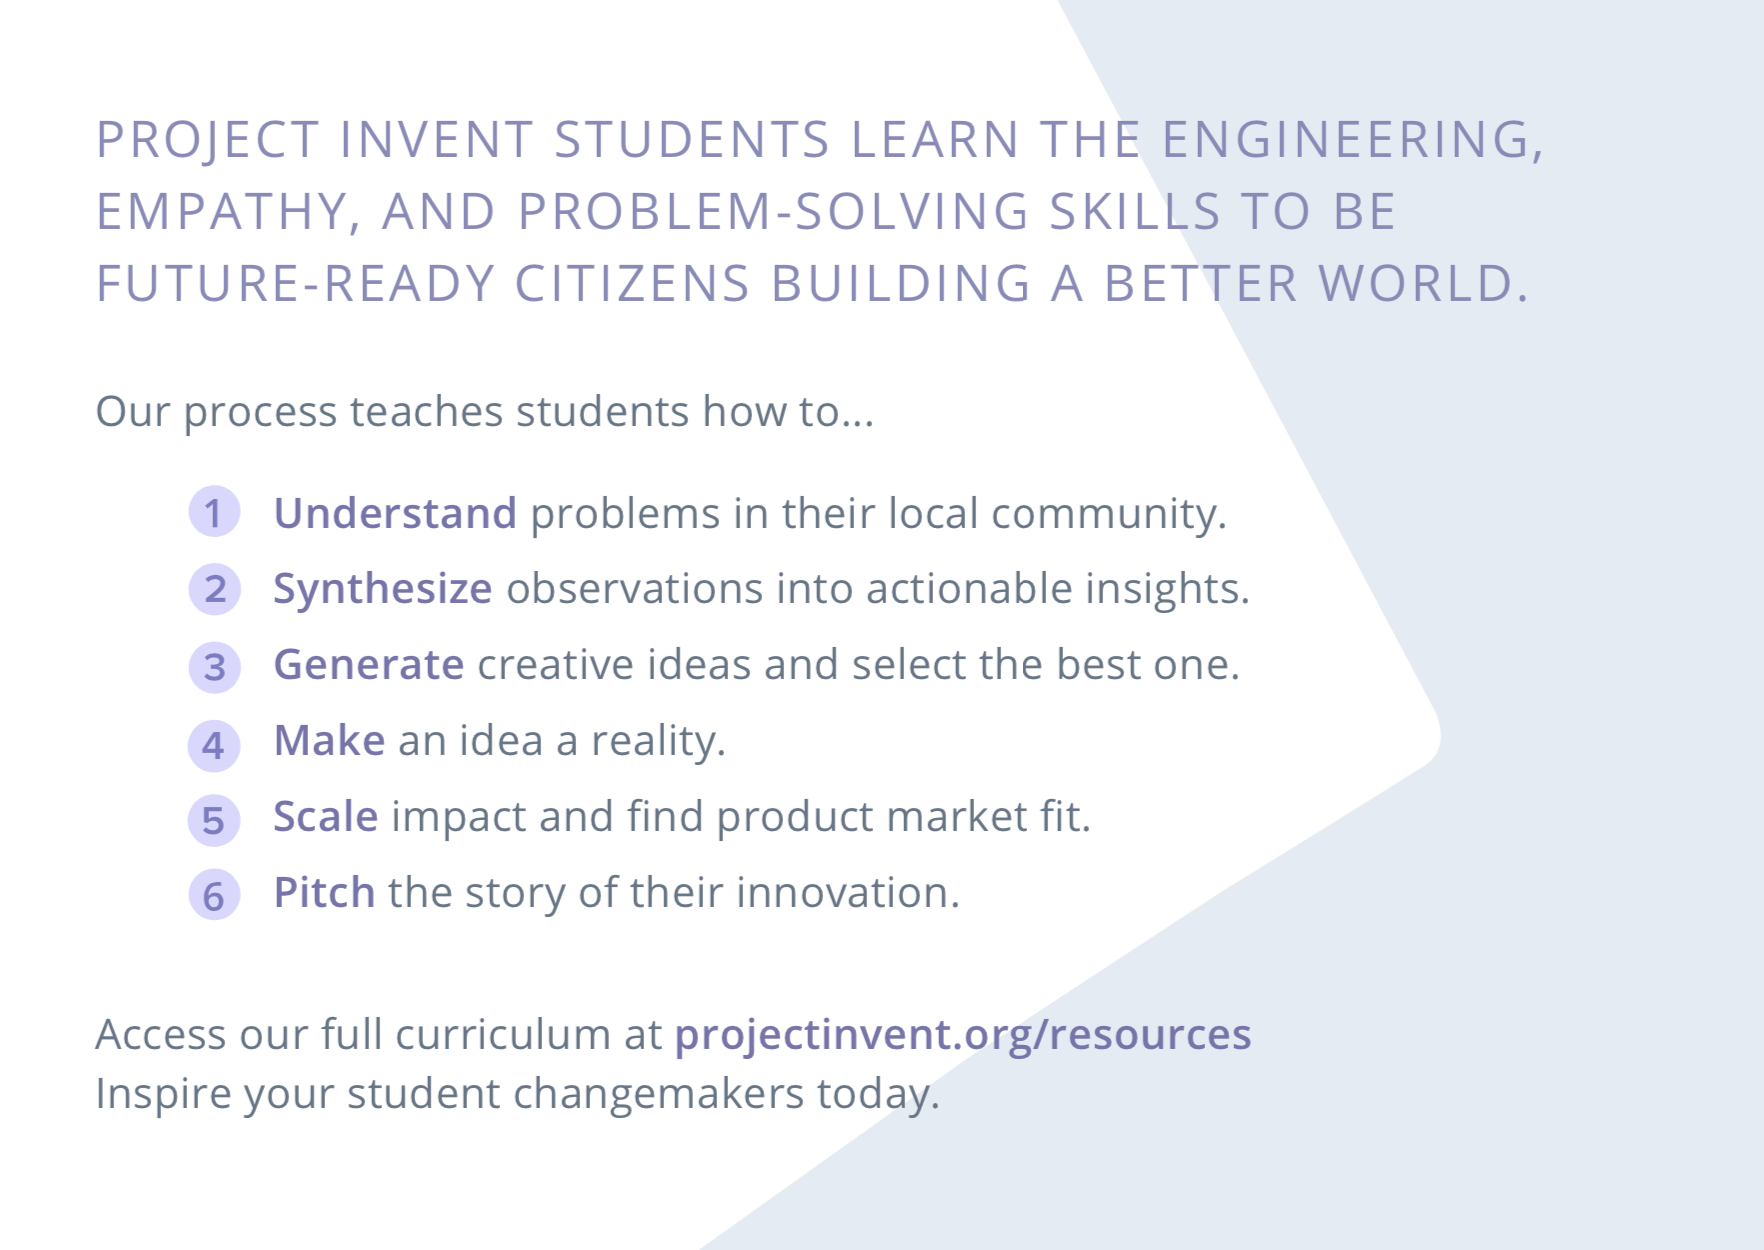 PROJECT INVENT STUDENTS LEARN THE ENGINEERING,
EMPATHY, AND PROBLEM-SOLVING SKILLS TO BE
FUTURE-READY CITIZENS BUILDING A BETTER WORLD.
Our process teaches students how to...
1 Understand problems in their local community.
2 Synthesize observations into actionable insights.
3 Generate creative ideas and select the best one.
4 Make an idea a reality.
5 Scale impact and find product market fit.
6 Pitch the story of their innovation.
Access our full curriculum at projectinvent.org/resources
Inspire your student changemakers today.